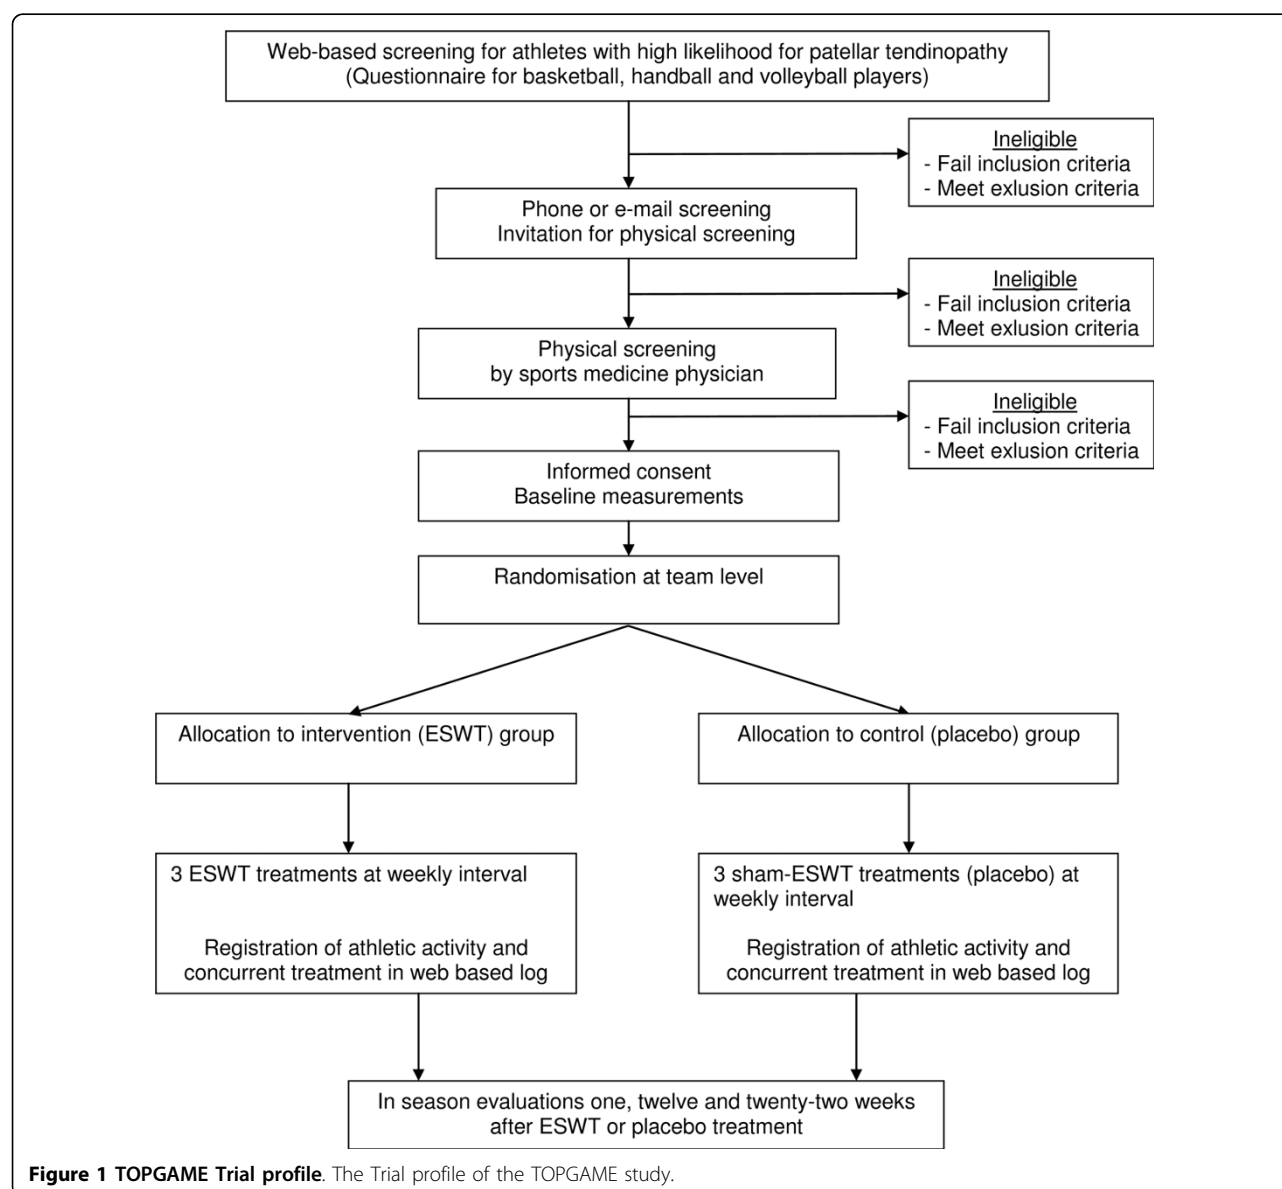 Web-based screening for athletes with high likelihood for patellar tendinopathy
(Questionnaire for basketball, handball and volleyball players)
Ineligible
- Fail inclusion criteria
- Meet exlusion criteria
Phone or e-mail screening
Invitation for physical screening
Ineligible
- Fail inclusion criteria
- Meet exlusion criteria
Physical screening
by sports medicine physician
Ineligible
- Fail inclusion criteria
- Meet exlusion criteria
Informed consent
Baseline measurements
Randomisation at team level
Allocation to intervention (ESWT) group
Allocation to control (placebo) group
3 ESWT treatments at weekly interval
Registration of athletic activity and
concurrent treatment in web based log
3 sham-ESWT treatments (placebo) at
weekly interval
Registration of athletic activity and
concurrent treatment in web based log
In season evaluations one, twelve and twenty-two weeks
after ESWT or placebo treatment
Figure 1 TOPGAME Trial profile. The Trial profile of the TOPGAME study.